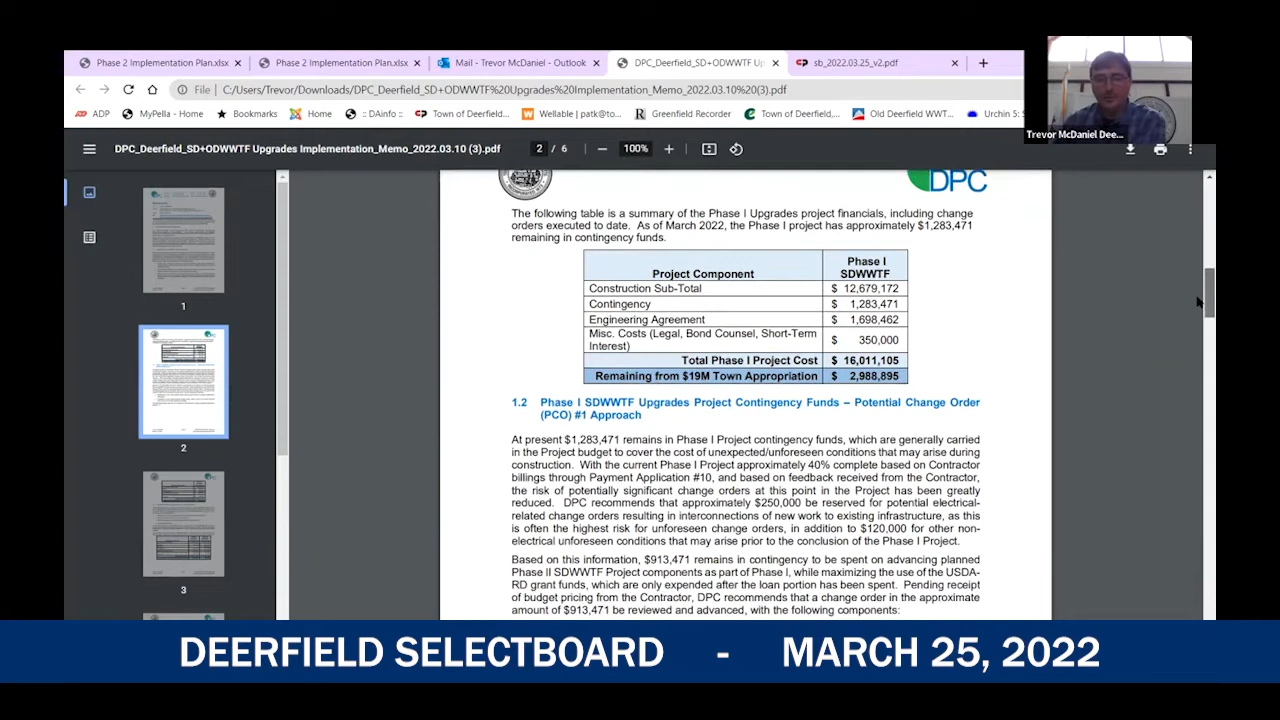 Phase 2 Implementation Plan.xlsx
Phase 2 Implementation Plan.xlsx
Mail - Trevor McDaniel - Outlook
DPC_Deerfield_SD+ODWWTF Up
sb_2022.03.25_v2.pdf
File
C:/Users/Trevor/Downloads/DPC_Deerfield_SD+ODWWTF%20Upgrades%20Implementation_Memo_2022.03.10%20(3).pdf
ADP
MyPella - Home
Bookmarks
Home
:: DAinfo ::
Town of Deerfield...
Wellable | patk@to...
Greenfield Recorder
Town of Deerfield,...
Old Deerfield WWT...
Urchin 5:
Trevor McDaniel Dee...
DPC_Deerfield_SD+ODWWTF Upgrades Implementation_Memo_2022.03.10 (3).pdf
2 / 6
100%
DPC
The following table is a summary of the Phase I Upgrades project financials, including change
orders executed to date. As of March 2022, the Phase I project has approximately $1,283,471
remaining in contingency funds.
Project Component
Phase I
SDWWTF
Construction Sub-Total $ 12,679,172
Contingency $ 1,283,471
Engineering Agreement $ 1,698,462
Misc. Costs (Legal, Bond Counsel, Short-Term
Interest) $ 350,000
Total Phase I Project Cost $ 16,011,105
Remaining from $19M Town Appropriation $ 2,988,895
1.2 Phase I SDWWTF Upgrades Project Contingency Funds – Potential Change Order
(PCO) #1 Approach
At present $1,283,471 remains in Phase I Project contingency funds, which are generally carried
in the Project budget to cover the cost of unexpected/unforeseen conditions that may arise during
construction. With the current Phase I Project approximately 40% complete based on Contractor
billings through Payment Application #10, and based on feedback received from the Contractor,
the risk of potentially significant change orders at this point in the Project has been greatly
reduced. DPC recommends that approximately $250,000 be reserved for potential electrical-
related change orders resulting in interconnections of new work to existing infrastructure, as this
is often the highest risk for unforeseen change orders, in addition to $120,000 for other non-
electrical unforeseen conditions that may arise prior to the conclusion of the Phase I Project.
Based on this information, $913,471 remains in contingency to be spent on advancing planned
Phase II SDWWTF Project components as part of Phase I, while maximizing the use of the USDA-
RD grant funds, which are only expended after the loan portion has been spent. Pending receipt
of budget pricing from the Contractor, DPC recommends that a change order in the approximate
amount of $913,471 be reviewed and advanced, with the following components:
1
2
3
DEERFIELD SELECTBOARD - MARCH 25, 2022